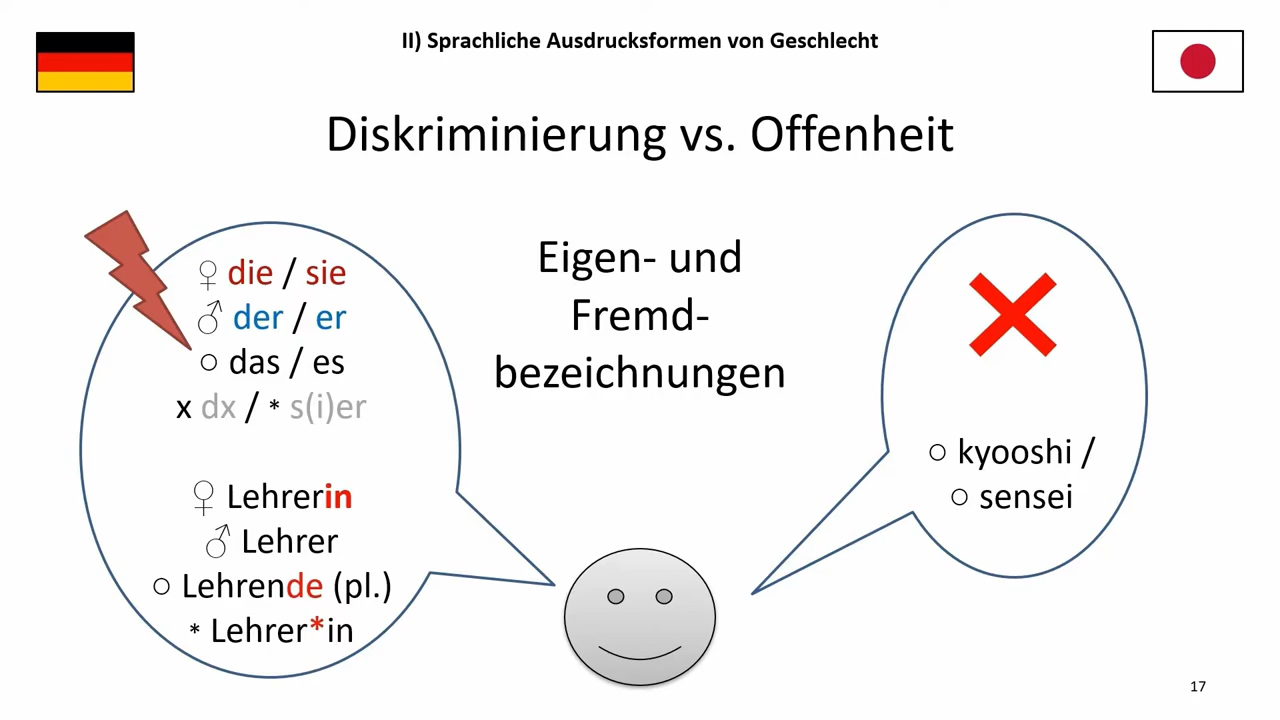 II) Sprachliche Ausdrucksformen von Geschlecht
Diskriminierung vs. Offenheit
♀ die / sie
♂ der / er
○ das / es
x dx / * s(i)er
♀ Lehrerin
♂ Lehrer
○ Lehrende (pl.)
* Lehrer*in
Eigen- und
Fremd-
bezeichnungen
○ kyooshi /
○ sensei
17